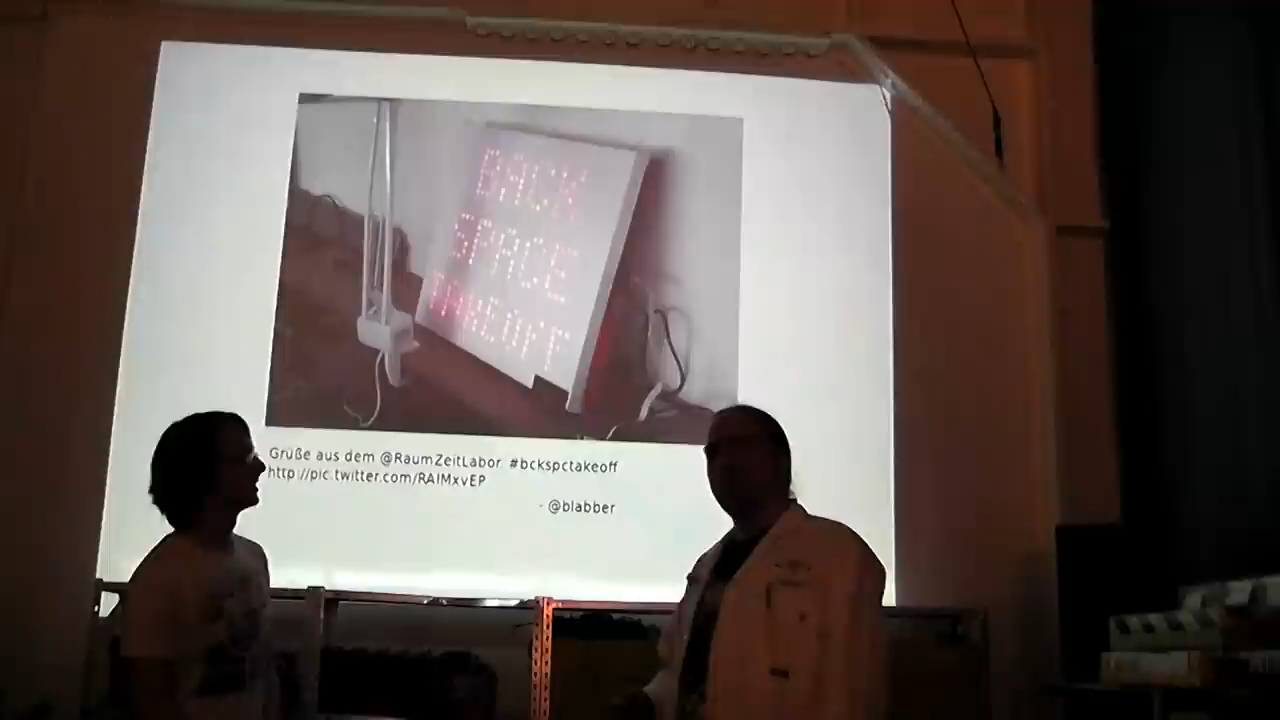 BACK
SPACE
TAKEOFF
Grüße aus dem @RaumZeitLabor. #bckspctakeoff
http://pic.twitter.com/RAIMxvEP
- @blabber